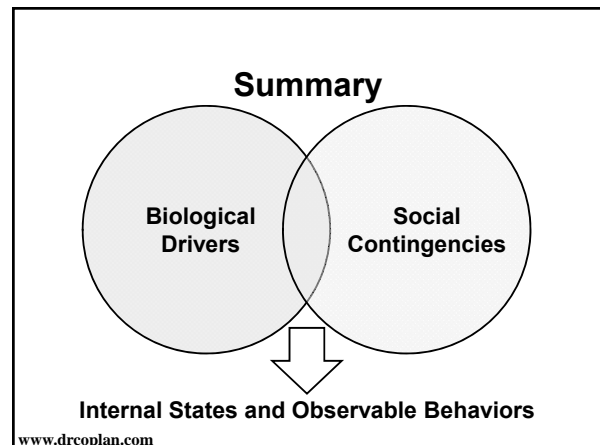 Summary
Biological
Drivers
Social
Contingencies
Internal States and Observable Behaviors
www.drcoplan.com